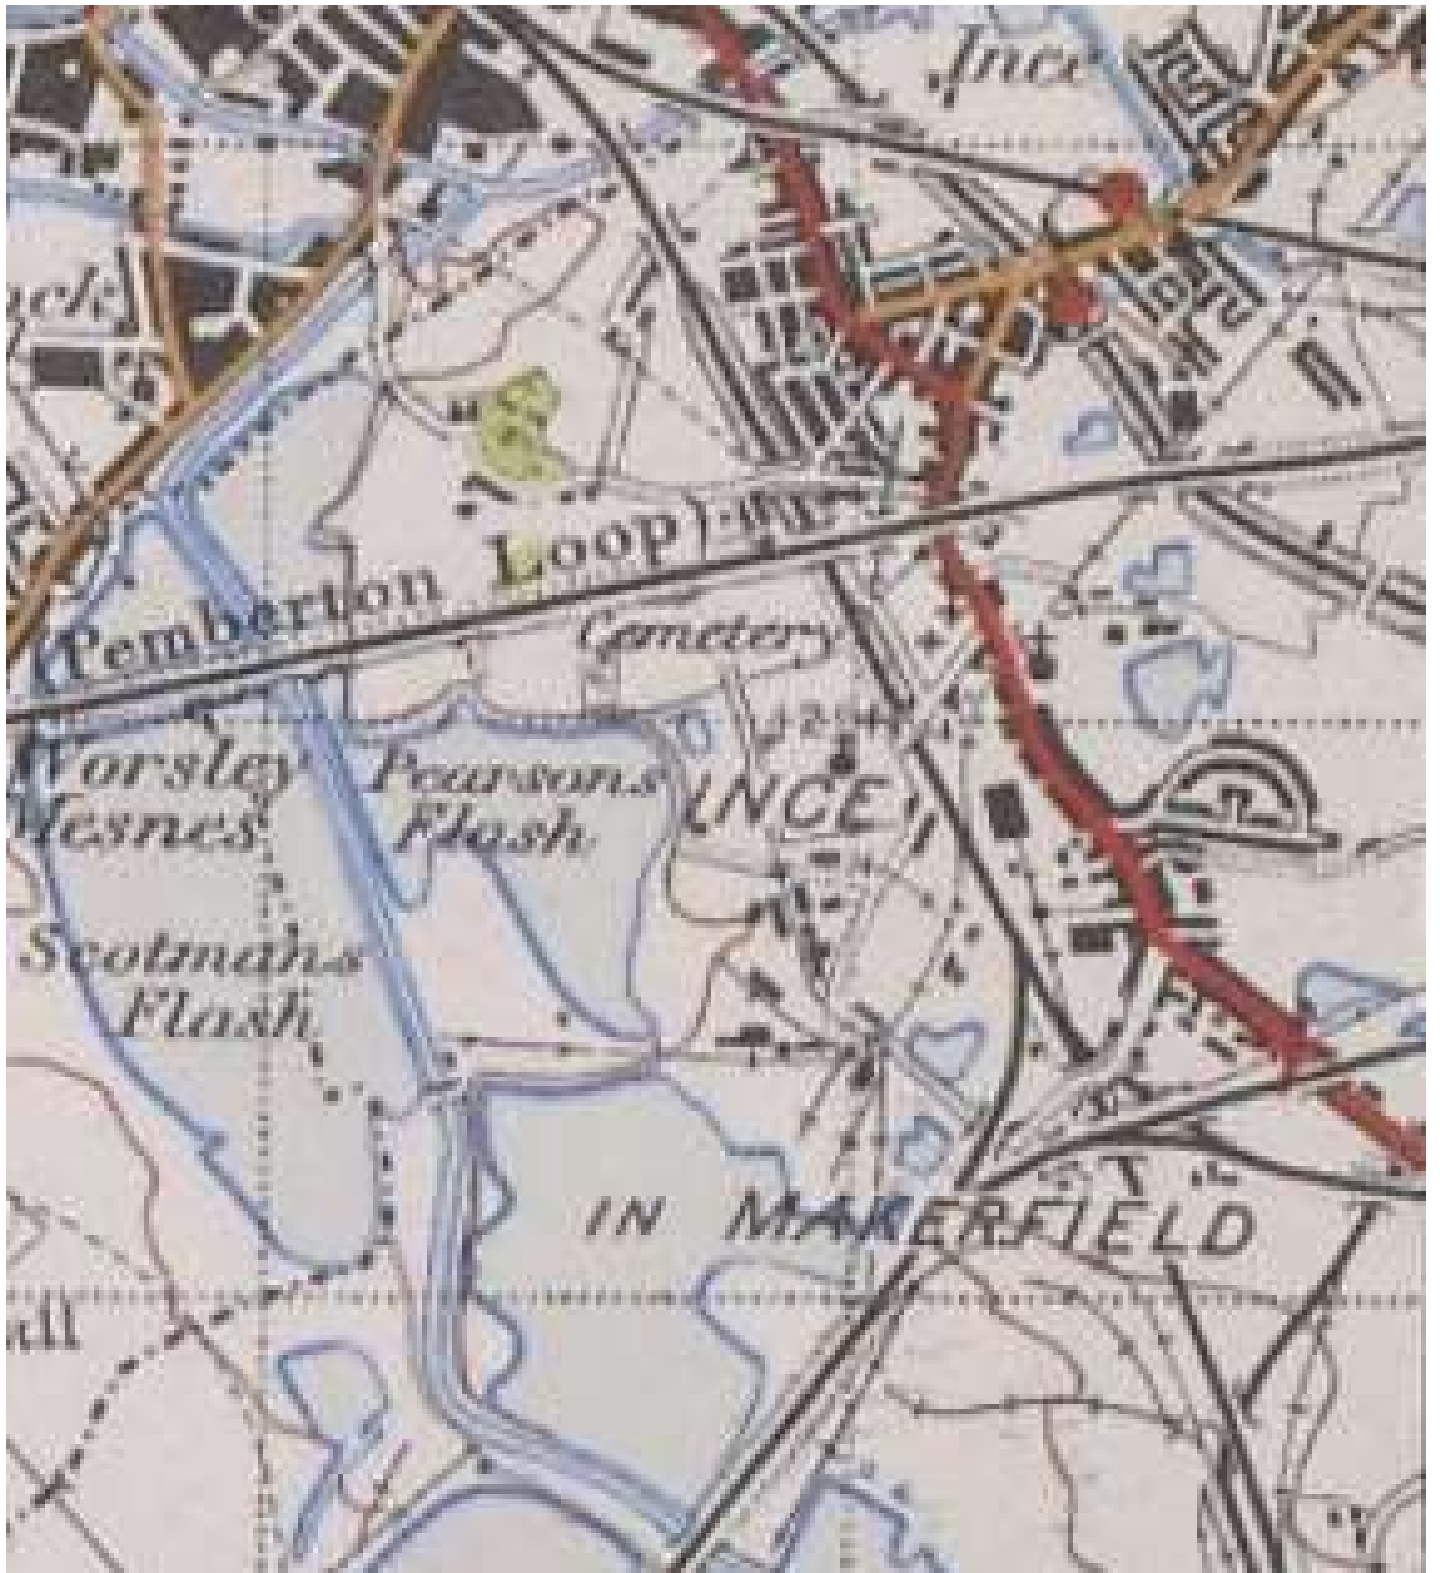 Ince
Pemberton Loop)
Cemetery
Worsley
Mesnes
Pearsons
Flash
INCE
Scotmans
Flash
IN MAKERFIELD